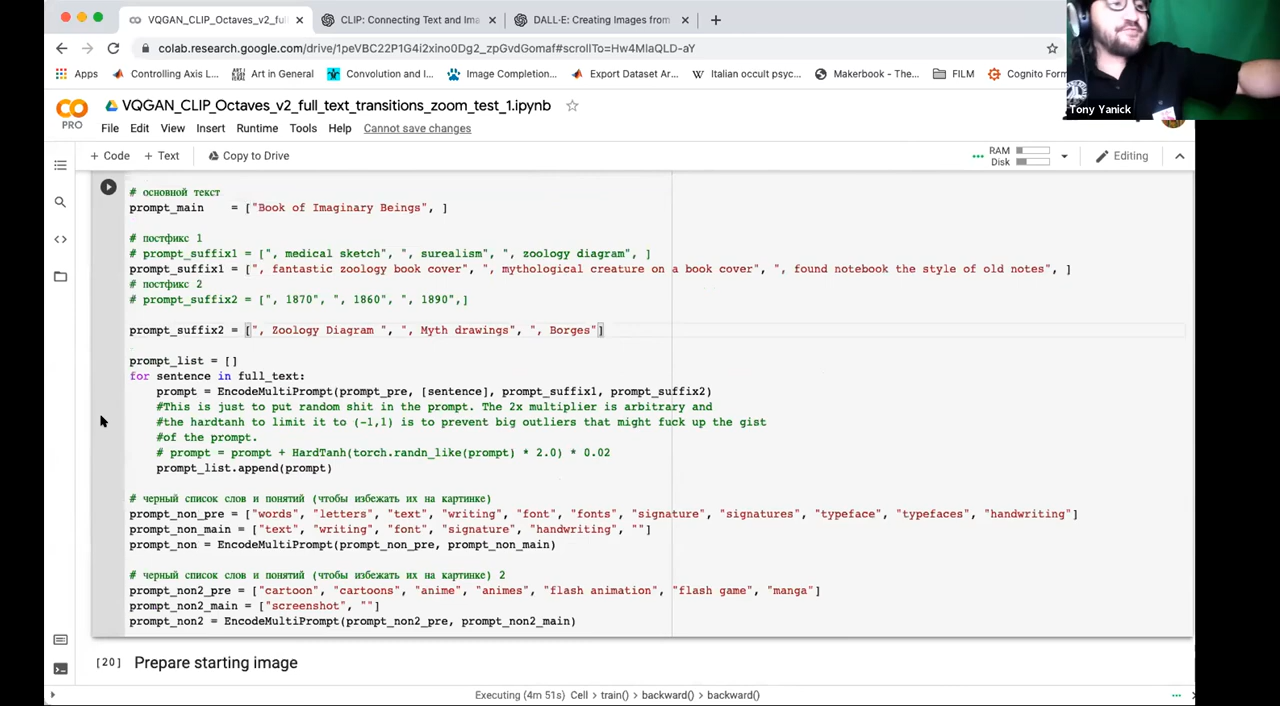 VQGAN_CLIP_Octaves_v2_full_
CLIP: Connecting Text and Ima
DALL·E: Creating Images from
colab.research.google.com/drive/1peVBC22P1G4i2xino0Dg2_zpGvdGomaf#scrollTo=Hw4MlaQLD-aY
Apps
Controlling Axis L...
Art in General
Convolution and I...
Image Completion...
Export Dataset Ar...
Italian occult psyc...
Makerbook - The...
FILM
Cognito Form
Tony Yanick
VQGAN_CLIP_Octaves_v2_full_text_transitions_zoom_test_1.ipynb
PRO
File Edit View Insert Runtime Tools Help Cannot save changes
+ Code + Text Copy to Drive
RAM
Disk
Editing
# основной текст
prompt_main    = ["Book of Imaginary Beings", ]
# постфикс 1
# prompt_suffix1 = [", medical sketch", ", surealism", ", zoology diagram", ]
prompt_suffix1 = [", fantastic zoology book cover", ", mythological creature on a book cover", ", found notebook the style of old notes", ]
# постфикс 2
# prompt_suffix2 = [", 1870", ", 1860", ", 1890",]
prompt_suffix2 = [", Zoology Diagram ", ", Myth drawings", ", Borges"]
prompt_list = []
for sentence in full_text:
    prompt = EncodeMultiPrompt(prompt_pre, [sentence], prompt_suffix1, prompt_suffix2)
    #This is just to put random shit in the prompt. The 2x multiplier is arbitrary and
    #the hardtanh to limit it to (-1,1) is to prevent big outliers that might fuck up the gist
    #of the prompt.
    # prompt = prompt + HardTanh(torch.randn_like(prompt) * 2.0) * 0.02
    prompt_list.append(prompt)
# черный список слов и понятий (чтобы избежать их на картинке)
prompt_non_pre = ["words", "letters", "text", "writing", "font", "fonts", "signature", "signatures", "typeface", "typefaces", "handwriting"]
prompt_non_main = ["text", "writing", "font", "signature", "handwriting", ""]
prompt_non = EncodeMultiPrompt(prompt_non_pre, prompt_non_main)
# черный список слов и понятий (чтобы избежать их на картинке) 2
prompt_non2_pre = ["cartoon", "cartoons", "anime", "animes", "flash animation", "flash game", "manga"]
prompt_non2_main = ["screenshot", ""]
prompt_non2 = EncodeMultiPrompt(prompt_non2_pre, prompt_non2_main)
[20] Prepare starting image
Executing (4m 51s) Cell > train() > backward() > backward()